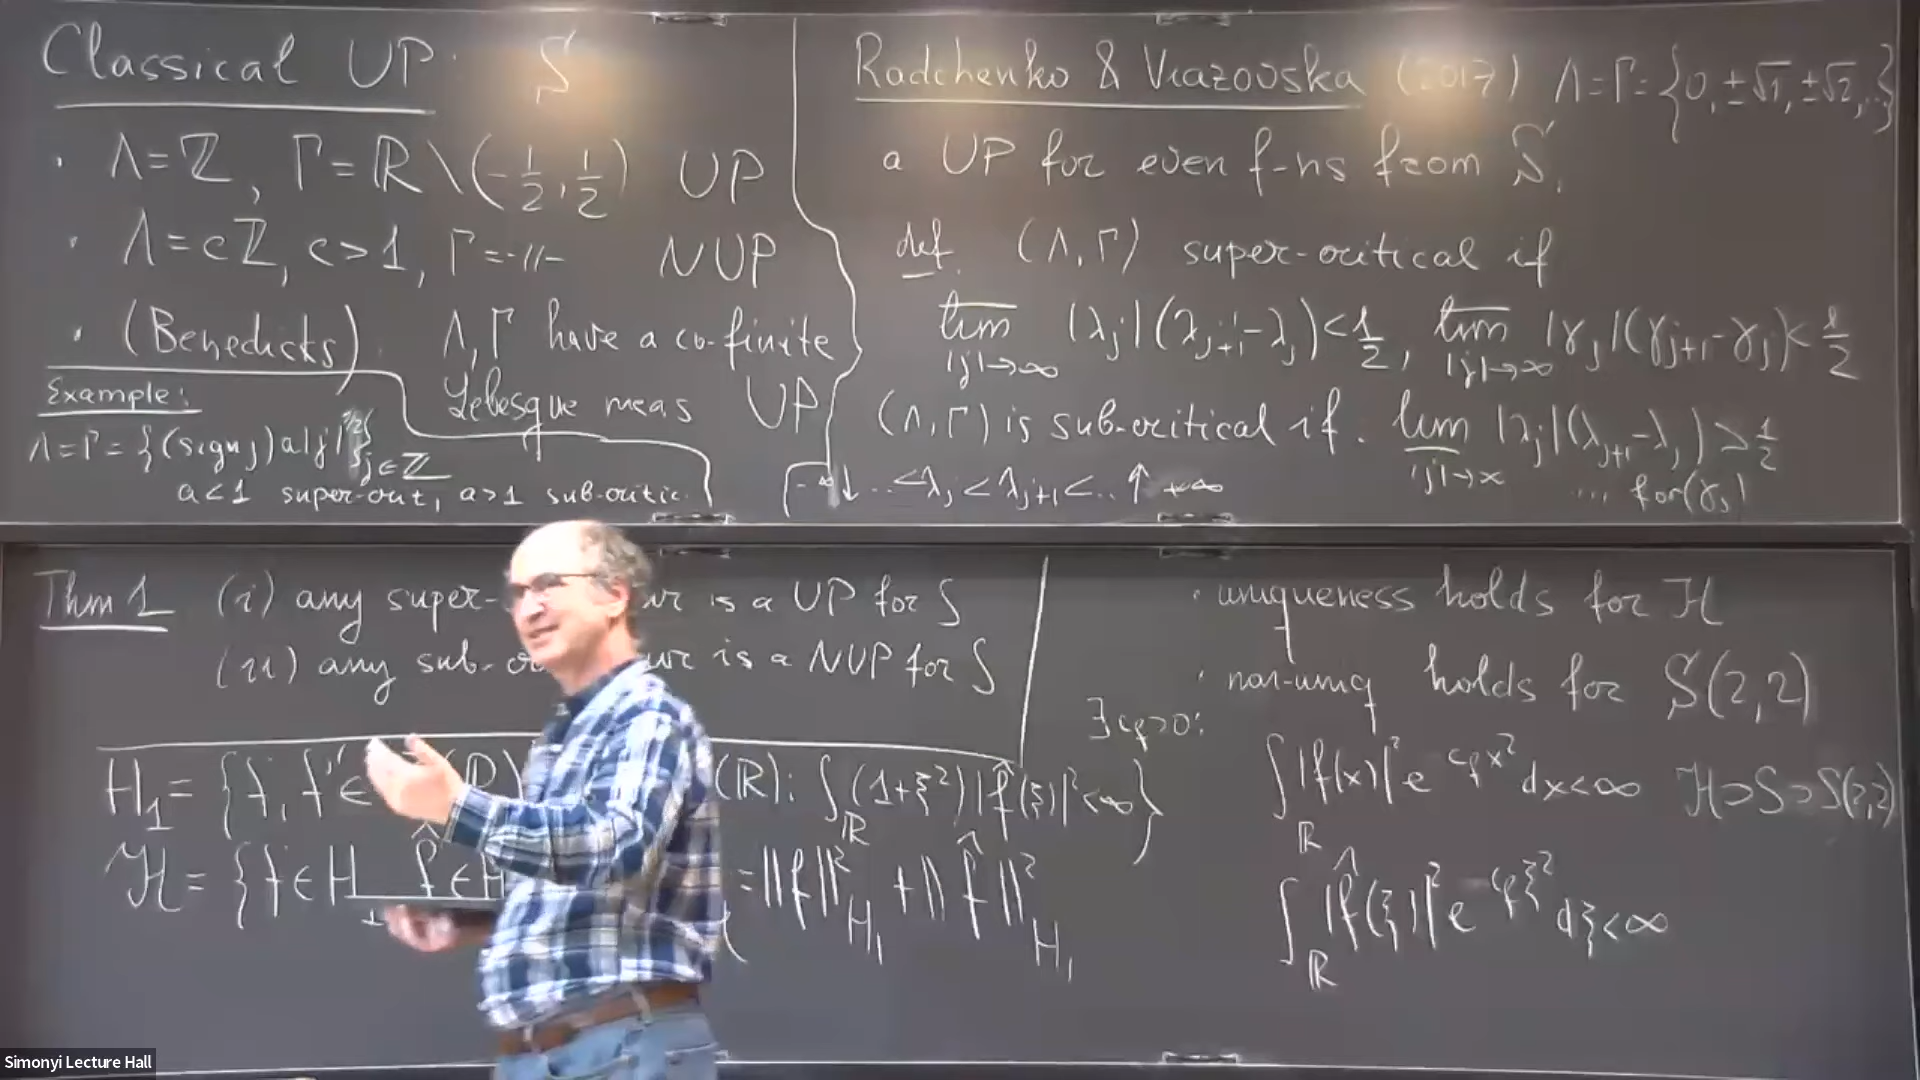 Classical UP: S
· Λ=ℤ, Γ=ℝ\(-1/2, 1/2) UP
· Λ=cℤ, c>1, Γ=-·//- NUP
· (Benedicks) Λ, Γ have a co-finite
Lebesgue meas UP
Example:
Λ=Γ={(sign j)a|j|^{1/2}}_{j∈ℤ}
a<1 super-crit, a>1 sub-critic.
Radchenko & Viazovska (2017) Λ=Γ={0, ±√1, ±√2,..}
a UP for even f-ns from S.
def. (Λ,Γ) super-critical if
\overline{lim}_{|j|→∞} |λ_j|(λ_{j+1}-λ_j)<1/2, \overline{lim}_{|j|→∞} |γ_j|(γ_{j+1}-γ_j)<1/2
(Λ,Γ) is sub-critical if. \underline{lim}_{|j|→∞} |λ_j|(λ_{j+1}-λ_j)>1/2
... for (γ_j)
-∞↓..<λ_j<λ_{j+1}<..↑+∞
Thm 1 (i) any super- is a UP for S
(ii) any sub- is a NUP for S
H_1={f, f'∈ (ℝ) (ℝ): ∫_ℝ(1+ξ²)|f̂(ξ)|²<∞}
ℋ={f∈H f̂∈H =||f||²_{H_1}+||f̂||²_{H_1}
· uniqueness holds for ℋ
· non-uniq holds for S(2,2)
∃c_f>0:
∫_ℝ|f(x)|² e^{c_f x²}dx<∞ ℋ⊃S⊃S(2,2)
∫_ℝ|f̂(ξ)|² e^{c_f ξ²}dξ<∞
Simonyi Lecture Hall